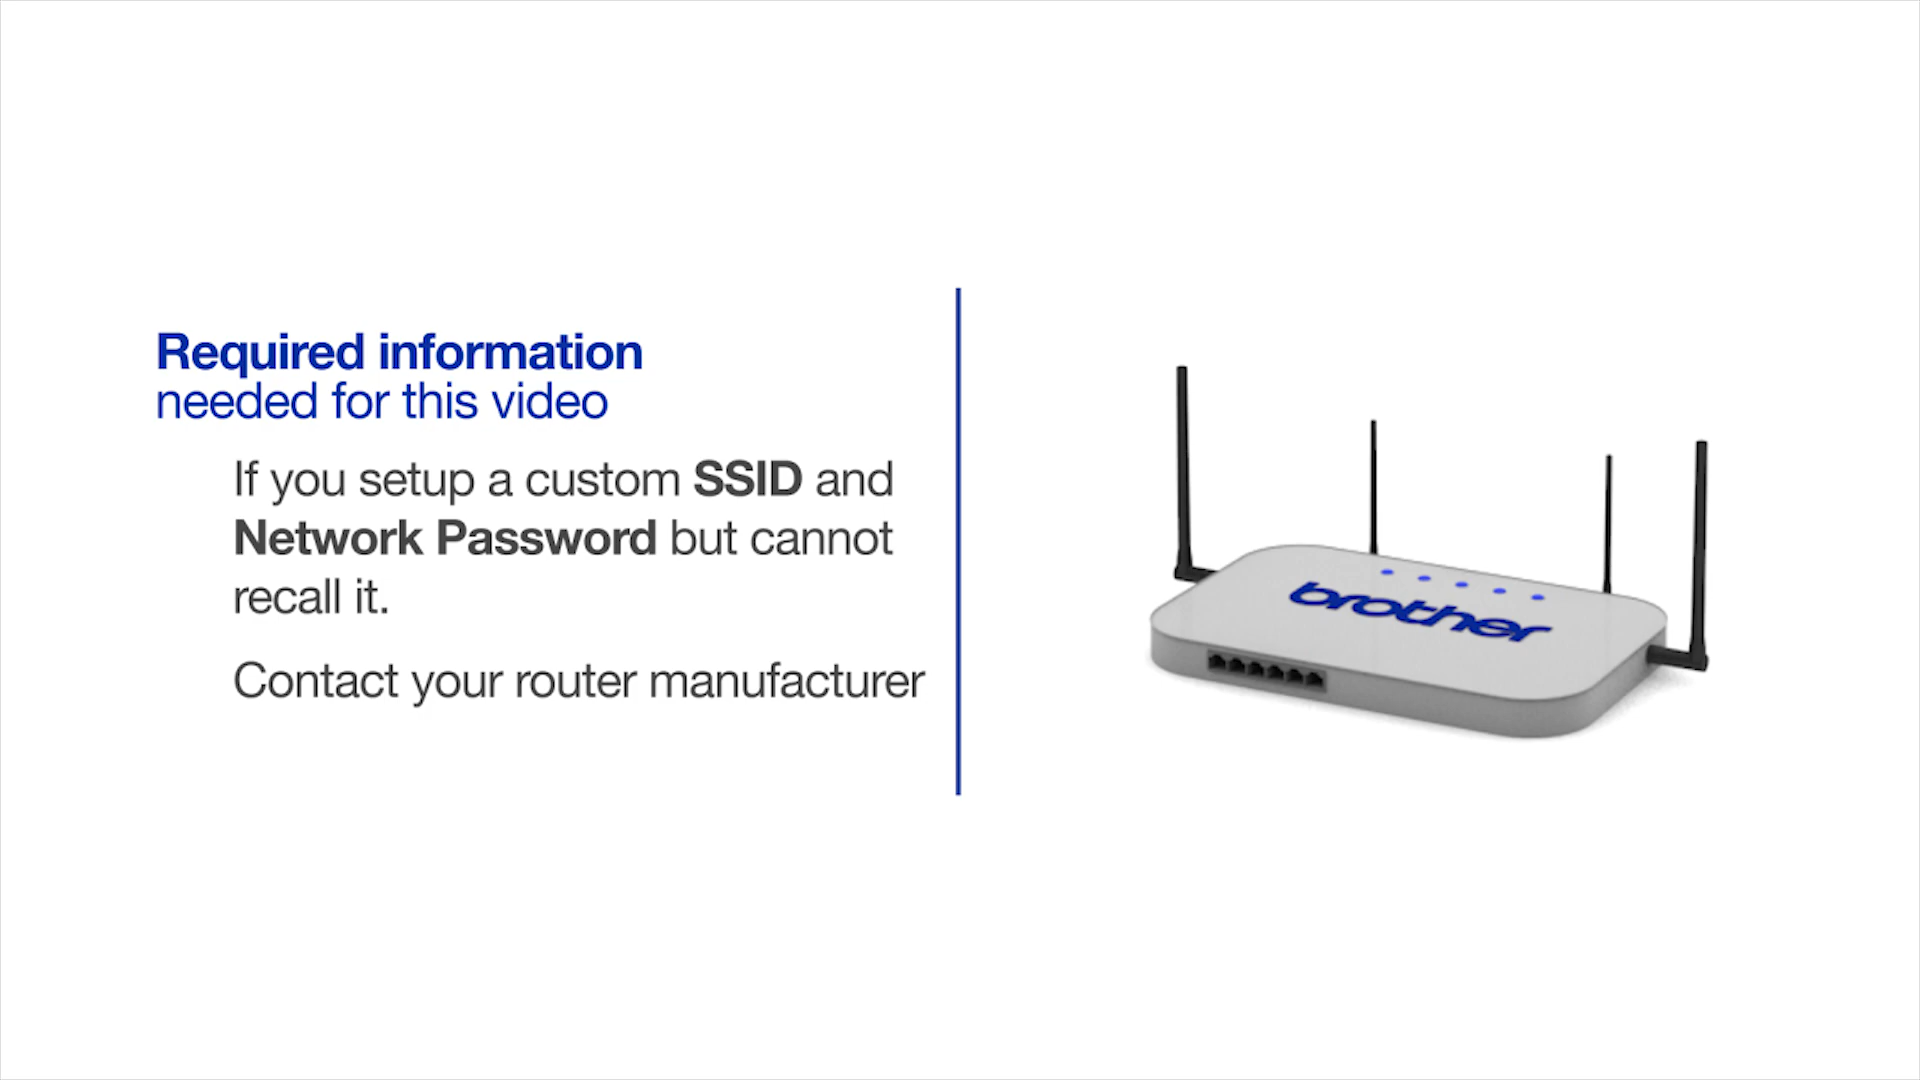 Required information
needed for this video
If you setup a custom SSID and
Network Password but cannot
recall it.
Contact your router manufacturer
brother